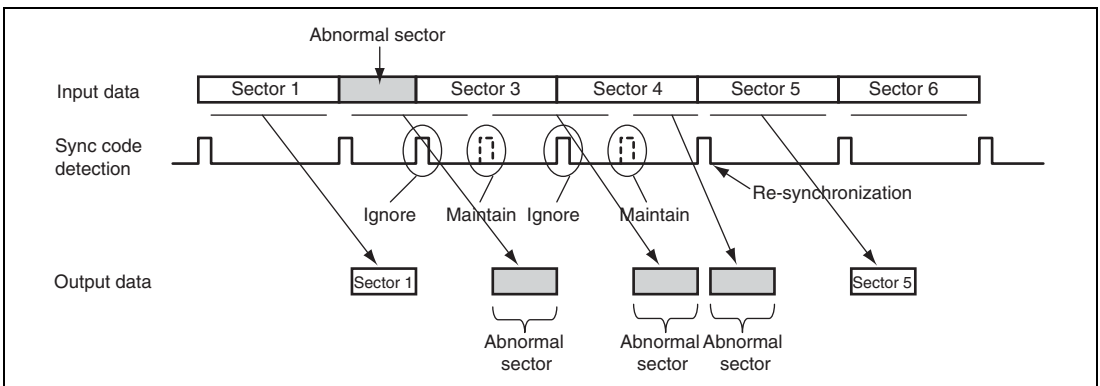 Abnormal sector
Input data
Sector 1
Sector 3
Sector 4
Sector 5
Sector 6
Sync code
detection
Re-synchronization
Ignore
Maintain
Ignore
Maintain
Output data
Sector 1
Sector 5
Abnormal
sector
Abnormal
sector
Abnormal
sector